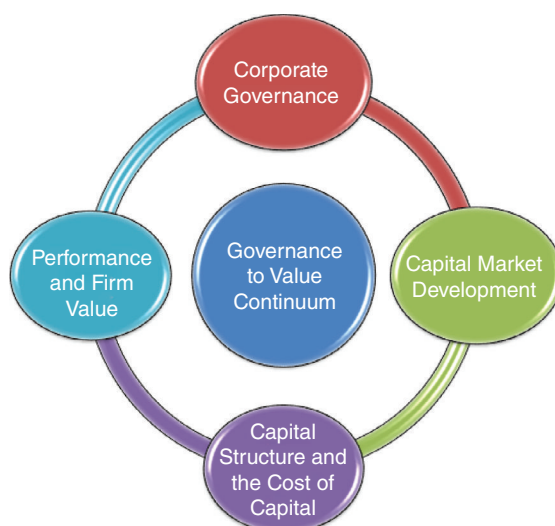 Corporate
Governance
Performance
and Firm
Value
Governance
to Value
Continuum
Capital Market
Development
Capital
Structure and
the Cost of
Capital